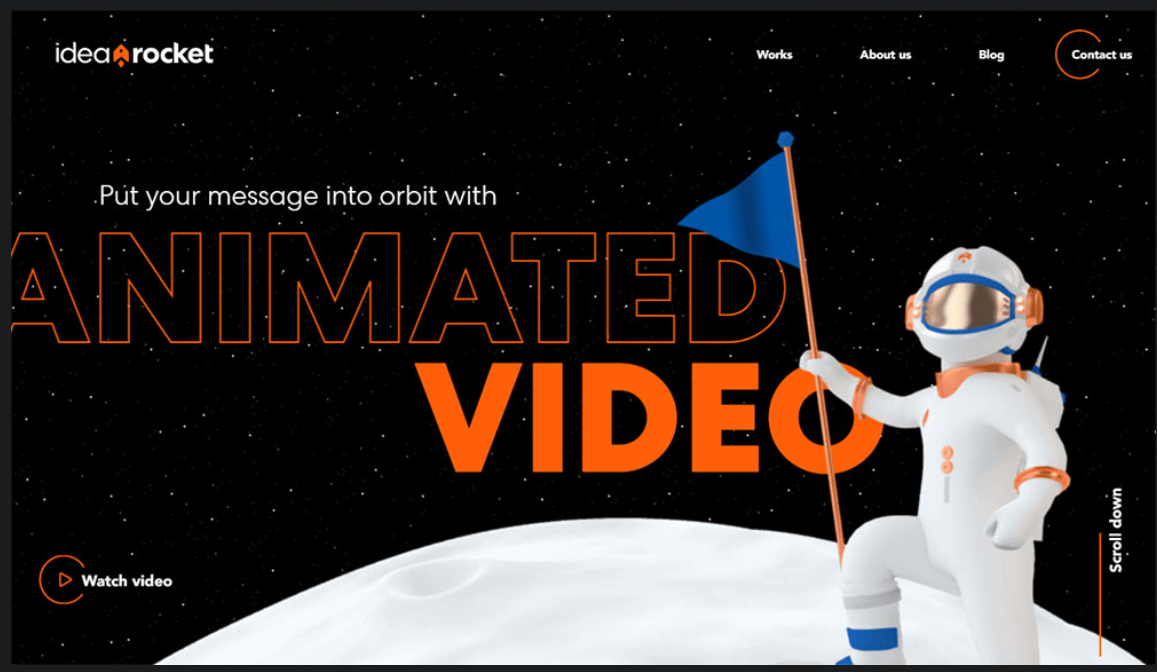 idea rocket
Works
About us
Blog
Contact us
Put your message into orbit with
ANIMATED
VIDEO
Watch video
Scroll down